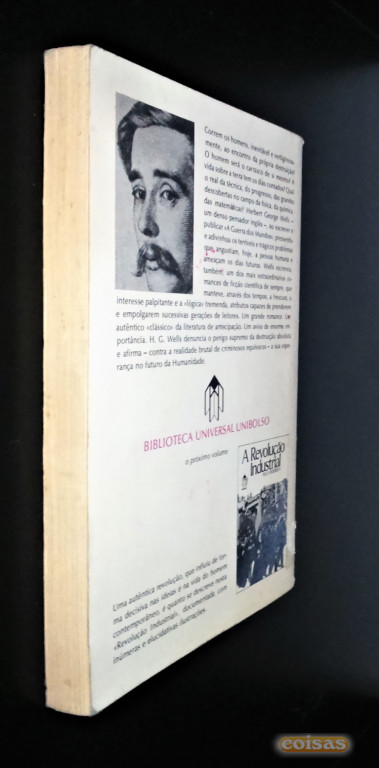 Correm os homens, inevitável e vertiginosa-
mente, ao encontro da própria destruição?
O homem será o carrasco de si mesmo? A
vida sobre a terra tem os dias contados? Qual
o real da técnica, do progresso, das grandes
descobertas no campo da física, da química,
das matemáticas? Herbert George Wells –
um denso pensador inglês –, ao escrever e
publicar «A Guerra dos Mundos», pressentiu
e adivinhou os terríveis e trágicos problemas
que angustiam, hoje, a pessoa humana e
ameaçam os dias futuros. Wells escreveu,
também, um dos mais extraordinários ro-
mances de ficção científica de sempre, que
manteve, através dos tempos, a frescura, o
interesse palpitante e a «lógica» tremenda, atributos capazes de prenderem
e empolgarem sucessivas gerações de leitores. Um grande romance. Um
autêntico «clássico» da literatura de antecipação. Um aviso de enorme im-
portância. H. G. Wells denuncia o perigo supremo da destruição absoluta
e afirma – contra a realidade brutal de criminosos equívocos – a sua espe-
rança no futuro da Humanidade.
BIBLIOTECA UNIVERSAL UNIBOLSO
o próximo volume
A Revolução
Industrial
Uma autêntica revolução, que influiu de for-
ma decisiva nas ideias e na vida do homem
contemporâneo, é quanto se descreve nesta
«Revolução Industrial», documentada com
inúmeras e elucidativas ilustrações.
coisas